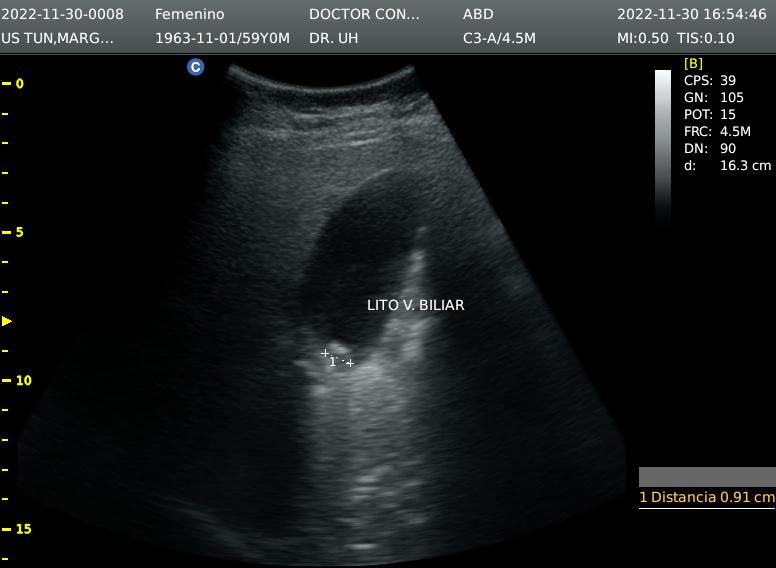 2022-11-30-0008 Femenino DOCTOR CON... ABD 2022-11-30 16:54:46
US TUN,MARG... 1963-11-01/59Y0M DR. UH C3-A/4.5M MI:0.50 TIS:0.10
C
[B]
CPS: 39
GN: 105
POT: 15
FRC: 4.5M
DN: 90
d: 16.3 cm
0
5
LITO V. BILIAR
1
10
15
1 Distancia 0.91 cm